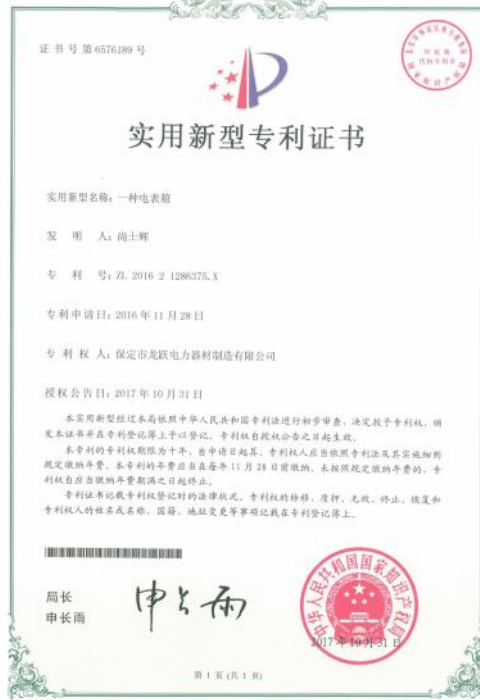 证书号第6576189号
实用新型专利证书
实用新型名称：一种电表箱
发 明 人：尚士辉
专 利 号：ZL 2016 2 1286375.X
专利申请日：2016年11月28日
专 利 权 人：保定市龙跃电力器材制造有限公司
授权公告日：2017年10月31日
本实用新型经过本局依照中华人民共和国专利法进行初步审查，决定授予专利权，颁
发本证书并在专利登记簿上予以登记。专利权自授权公告之日起生效。
本专利的专利权期限为十年，自申请日起算。专利权人应当依照专利法及其实施细则
规定缴纳年费。本专利的年费应当在每年11月28日前缴纳。未按照规定缴纳年费的，专
利权自应当缴纳年费期满之日起终止。
专利证书记载专利权登记时的法律状况。专利权的转移、质押、无效、终止、恢复和
专利权人的姓名或名称、国籍、地址变更等事项记载在专利登记簿上。
局长
申长雨
申长雨
中华人民共和国国家知识产权局
2017年10月31日
第1页(共1页)